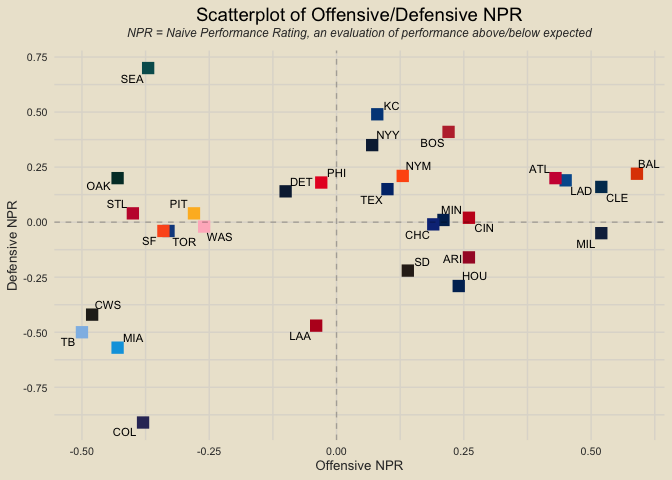 Scatterplot of Offensive/Defensive NPR
NPR = Naive Performance Rating, an evaluation of performance above/below expected
0.75
SEA
0.50
KC
NYY
BOS
0.25
OAK
DET
PHI
NYM
TEX
ATL
LAD
BAL
CLE
STL
PIT
0.00
SF
TOR
WAS
MIN
CHC
CIN
MIL
SD
ARI
HOU
-0.25
CWS
-0.50
TB
MIA
LAA
-0.75
COL
Defensive NPR
-0.50
-0.25
0.00
0.25
0.50
Offensive NPR